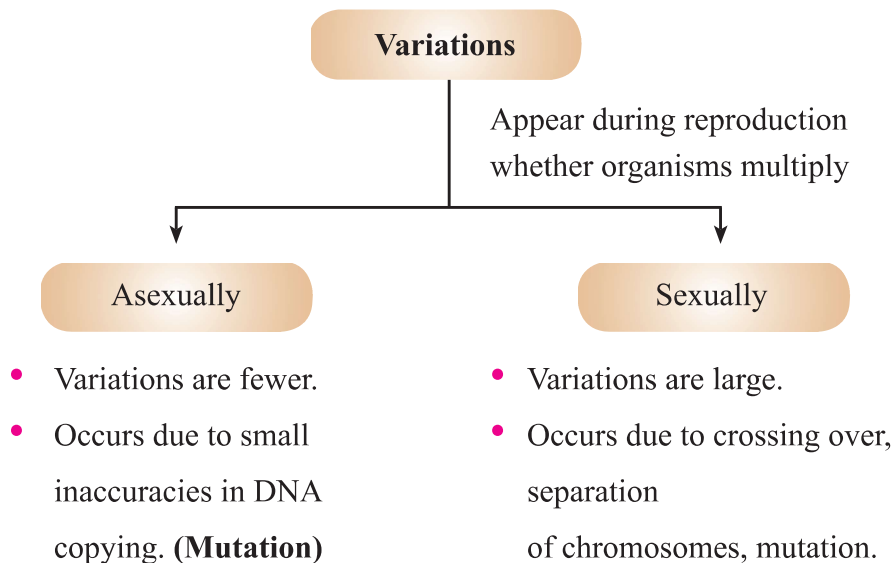 Variations
Appear during reproduction
whether organisms multiply
Asexually
• Variations are fewer.
• Occurs due to small
inaccuracies in DNA
copying. (Mutation)
Sexually
• Variations are large.
• Occurs due to crossing over,
separation
of chromosomes, mutation.